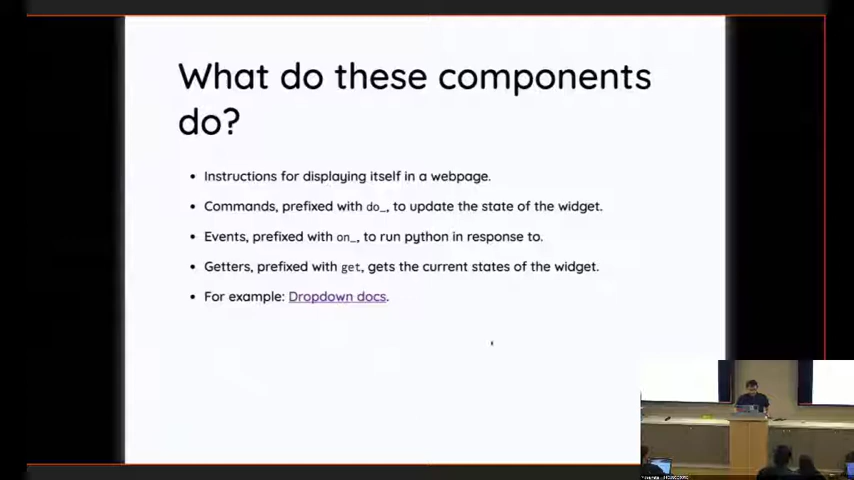 What do these components
do?
• Instructions for displaying itself in a webpage.
• Commands, prefixed with do_, to update the state of the widget.
• Events, prefixed with on_, to run python in response to.
• Getters, prefixed with get, gets the current states of the widget.
• For example: Dropdown docs.